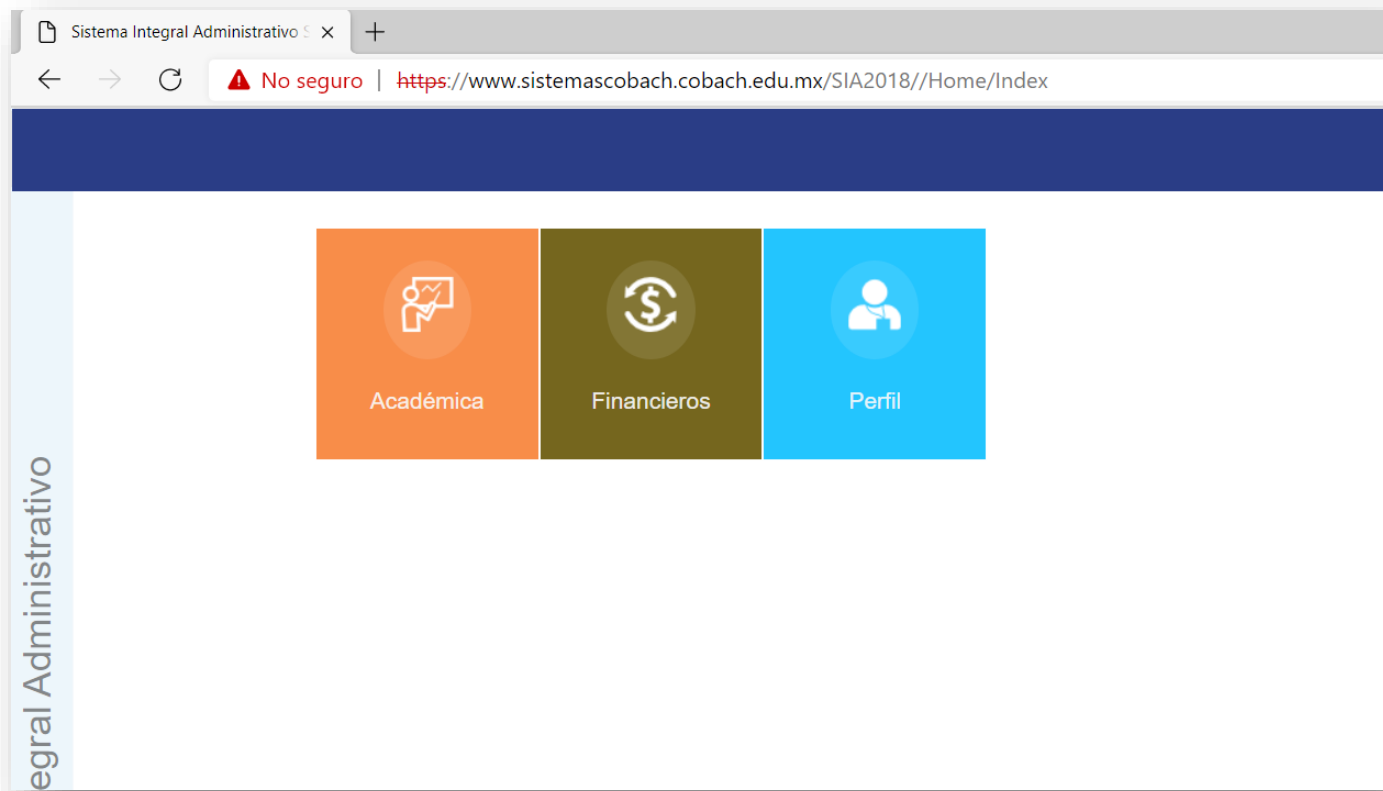 Sistema Integral Administrativo S
No seguro | https://www.sistemascobach.cobach.edu.mx/SIA2018//Home/Index
Académica
Financieros
Perfil
egral Administrativo